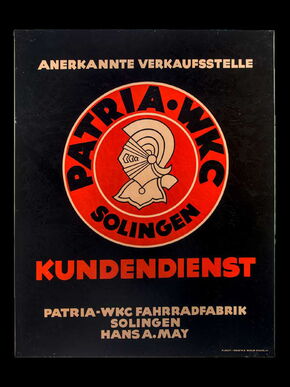 ANERKANNTE VERKAUFSSTELLE
PATRIA·WKC
SOLINGEN
KUNDENDIENST
PATRIA-WKC FAHRRADFABRIK
SOLINGEN
HANS A. MAY